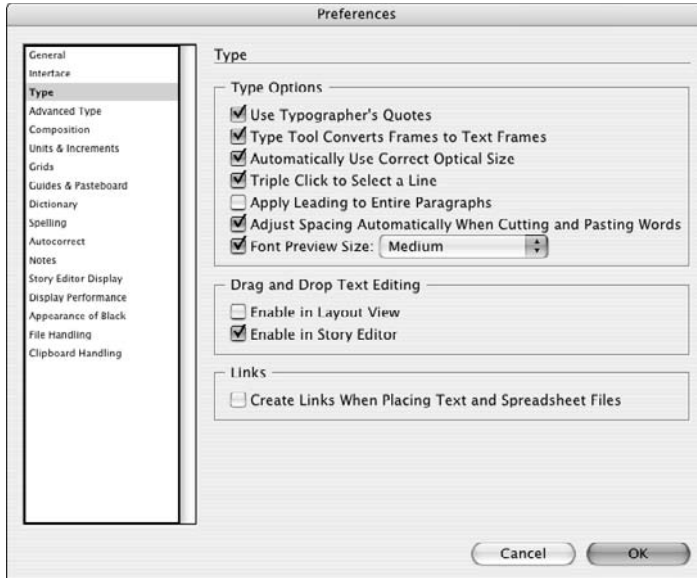 Preferences
General
Interface
Type
Advanced Type
Composition
Units & Increments
Grids
Guides & Pasteboard
Dictionary
Spelling
Autocorrect
Notes
Story Editor Display
Display Performance
Appearance of Black
File Handling
Clipboard Handling
Type
Type Options
Use Typographer's Quotes
Type Tool Converts Frames to Text Frames
Automatically Use Correct Optical Size
Triple Click to Select a Line
Apply Leading to Entire Paragraphs
Adjust Spacing Automatically When Cutting and Pasting Words
Font Preview Size: Medium
Drag and Drop Text Editing
Enable in Layout View
Enable in Story Editor
Links
Create Links When Placing Text and Spreadsheet Files
Cancel OK